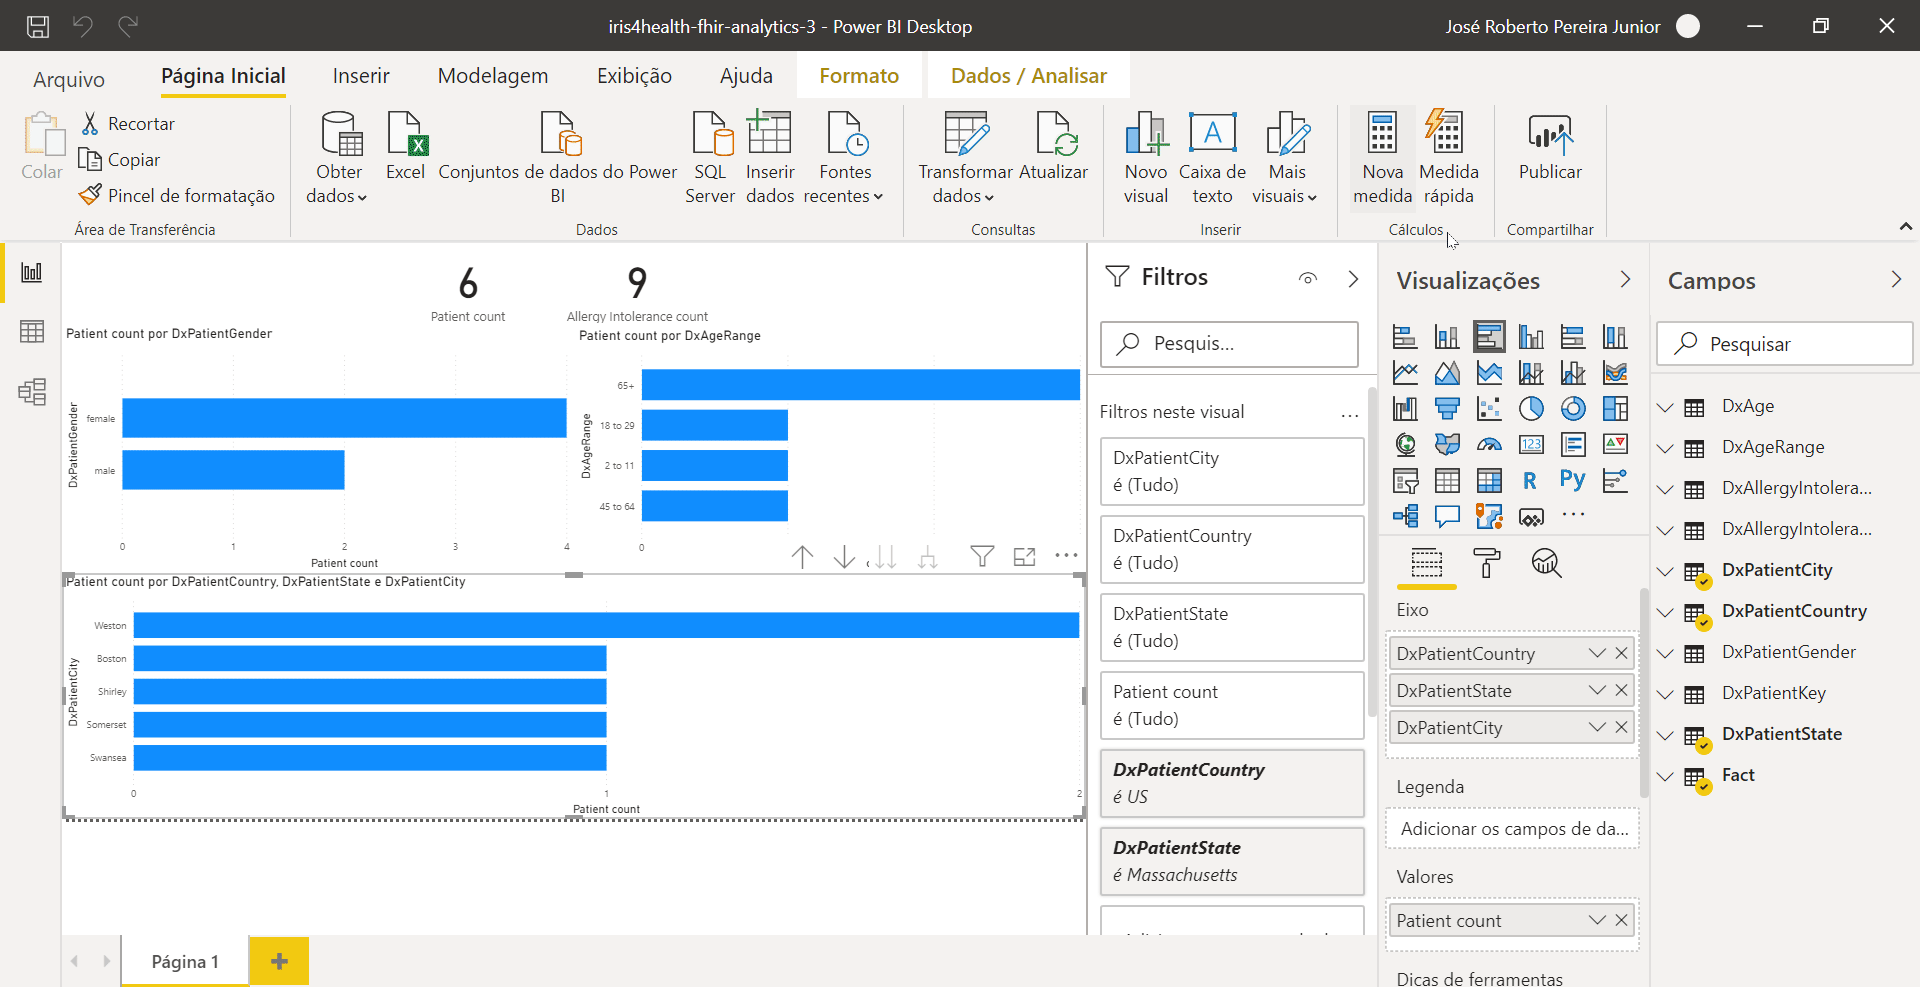 iris4health-fhir-analytics-3 - Power BI Desktop
José Roberto Pereira Junior
Arquivo
Página Inicial
Inserir
Modelagem
Exibição
Ajuda
Formato
Dados / Analisar
Colar
Recortar
Copiar
Pincel de formatação
Área de Transferência
Obter
dados
Excel
Conjuntos de dados do Power
BI
SQL
Server
Inserir
dados
Fontes
recentes
Dados
Transformar
dados
Atualizar
Consultas
Novo
visual
Caixa de
texto
Mais
visuais
Inserir
Nova
medida
Medida
rápida
Cálculos
Publicar
Compartilhar
6
Patient count
9
Allergy Intolerance count
Patient count por DxPatientGender
DxPatientGender
female
male
0
1
2
3
4
Patient count
Patient count por DxAgeRange
DxAgeRange
65+
18 to 29
2 to 11
45 to 64
0
Patient count por DxPatientCountry, DxPatientState e DxPatientCity
DxPatientCity
Weston
Boston
Shirley
Somerset
Swansea
0
1
2
Patient count
Página 1
Filtros
Pesquis...
Filtros neste visual
...
DxPatientCity
é (Tudo)
DxPatientCountry
é (Tudo)
DxPatientState
é (Tudo)
Patient count
é (Tudo)
DxPatientCountry
é US
DxPatientState
é Massachusetts
Visualizações
123
R
Py
...
Eixo
DxPatientCountry
DxPatientState
DxPatientCity
Legenda
Adicionar os campos de da...
Valores
Patient count
Dicas de ferramentas
Campos
Pesquisar
DxAge
DxAgeRange
DxAllergyIntolera...
DxAllergyIntolera...
DxPatientCity
DxPatientCountry
DxPatientGender
DxPatientKey
DxPatientState
Fact